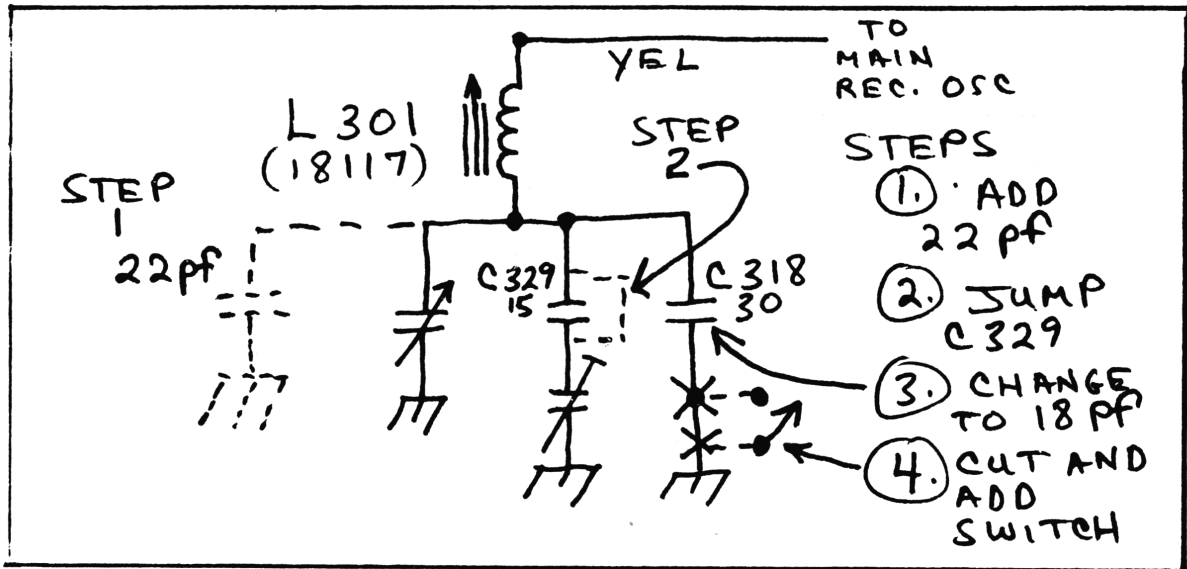 TO
MAIN
REC. OSC
YEL
L 301
(18117)
STEP
2
STEP
1
22pf
C329
15
C318
30
STEPS
1. ADD
22 pf
2. JUMP
C329
3. CHANGE
TO 18 pf
4. CUT AND
ADD
SWITCH